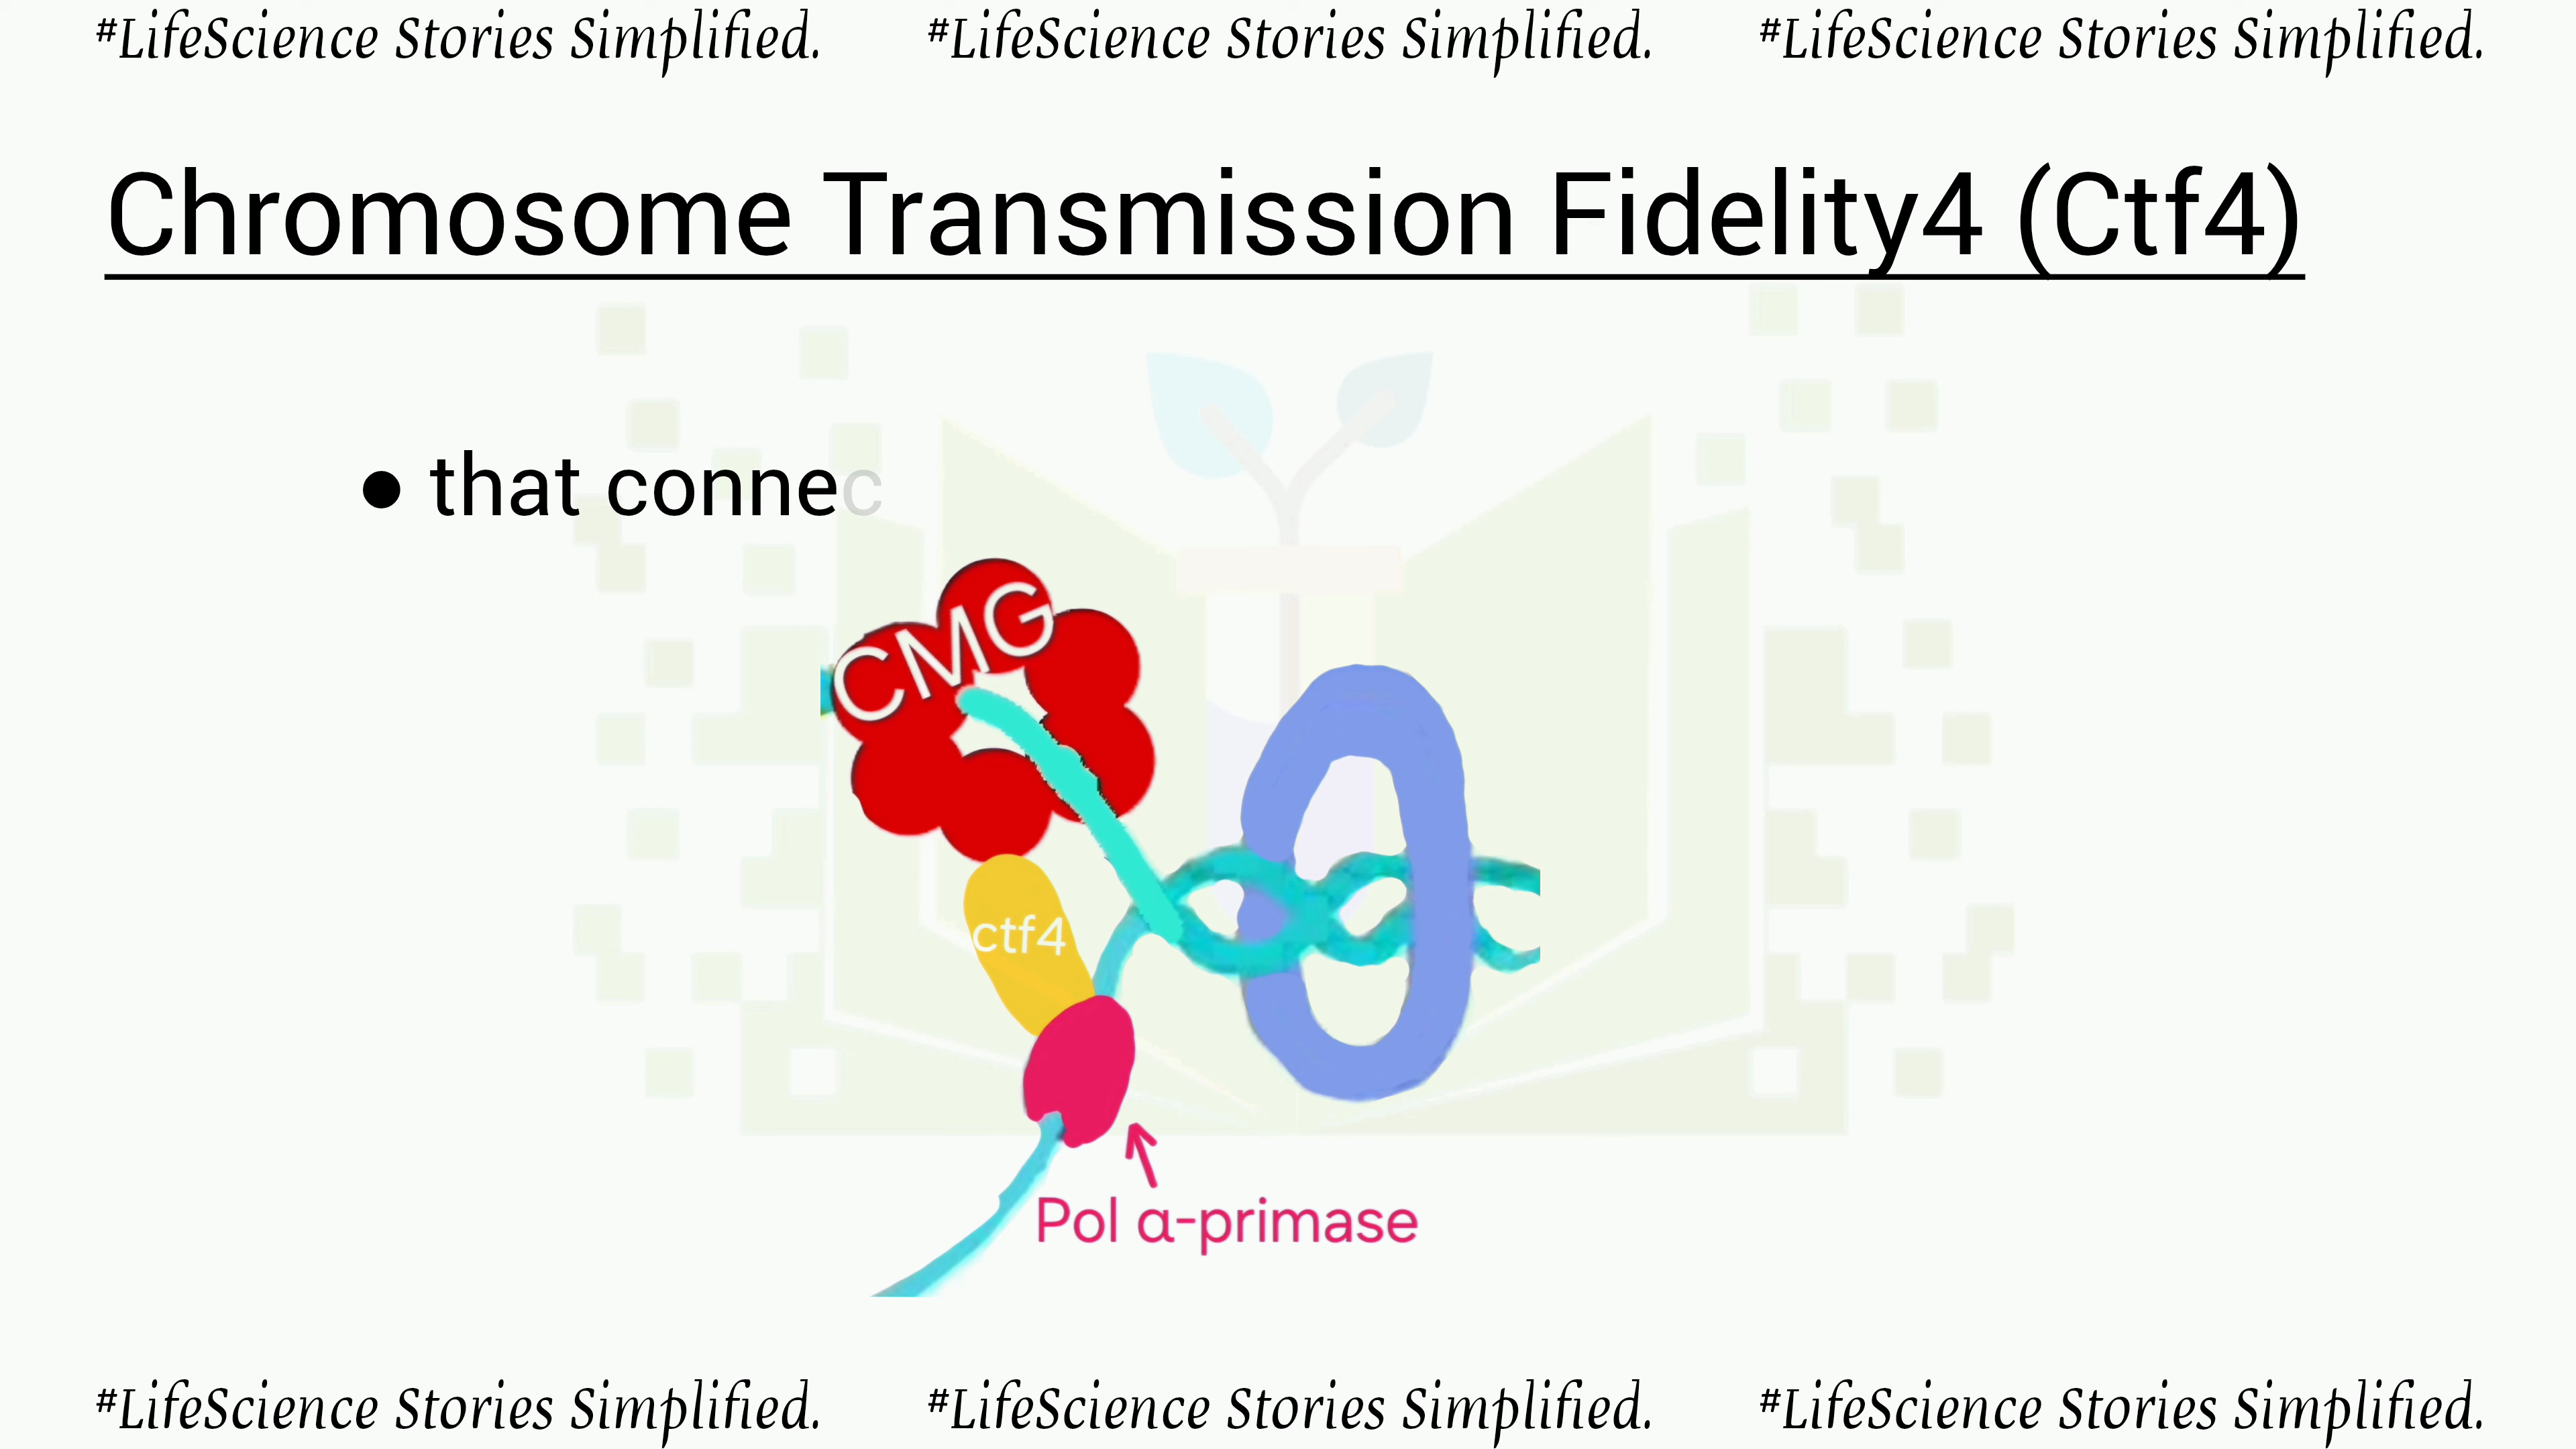 #LifeScience Stories Simplified. #LifeScience Stories Simplified. #LifeScience Stories Simplified.
Chromosome Transmission Fidelity4 (Ctf4)
● that connec
CMG
ctf4
Pol α-primase
#LifeScience Stories Simplified. #LifeScience Stories Simplified. #LifeScience Stories Simplified.